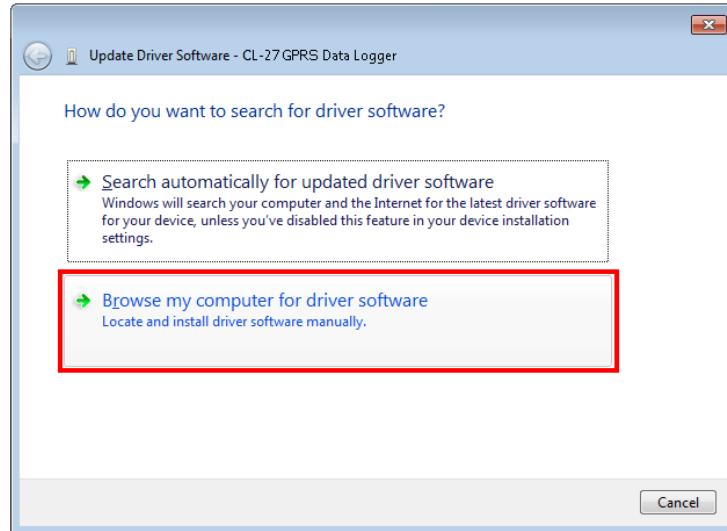 Update Driver Software - CL-27 GPRS Data Logger
How do you want to search for driver software?
Search automatically for updated driver software
Windows will search your computer and the Internet for the latest driver software
for your device, unless you've disabled this feature in your device installation
settings.
Browse my computer for driver software
Locate and install driver software manually.
Cancel